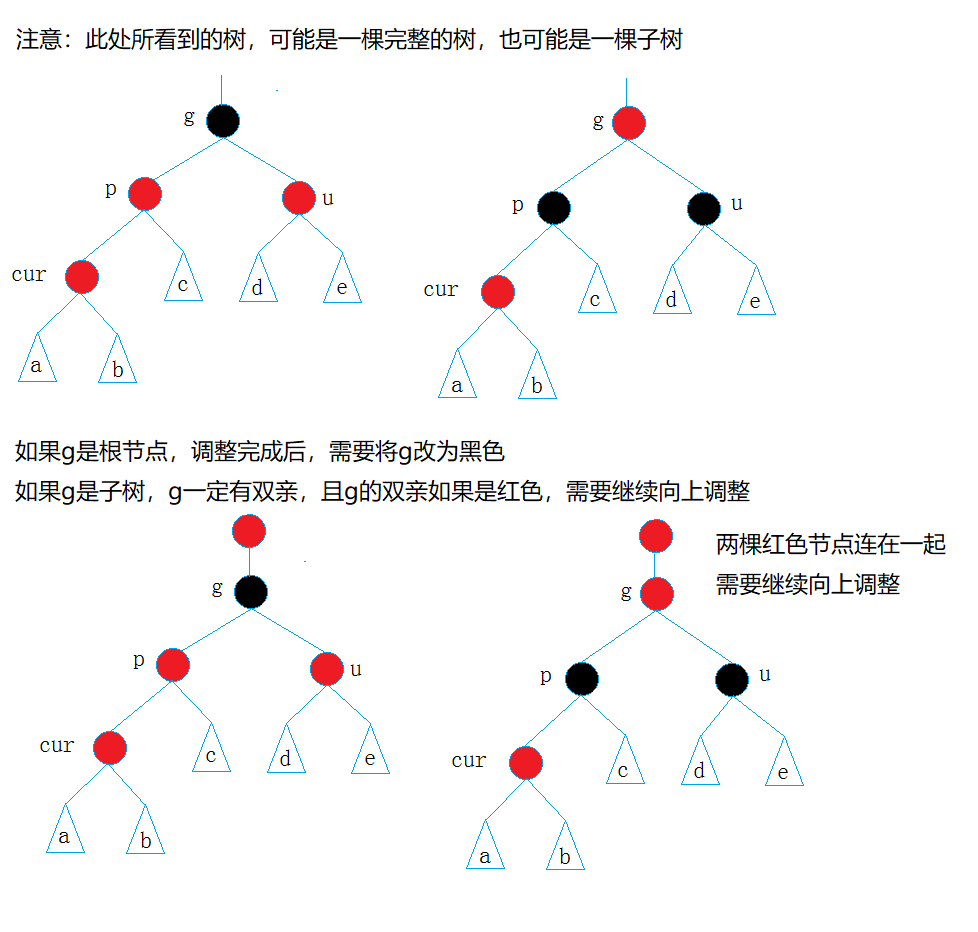 注意：此处所看到的树，可能是一棵完整的树，也可能是一棵子树
g
g
p
u
p
u
cur
c
d
e
cur
c
d
e
a
b
a
b
如果g是根节点，调整完成后，需要将g改为黑色
如果g是子树，g一定有双亲，且g的双亲如果是红色，需要继续向上调整
两棵红色节点连在一起
需要继续向上调整
g
g
p
u
p
u
cur
c
d
e
cur
c
d
e
a
b
a
b